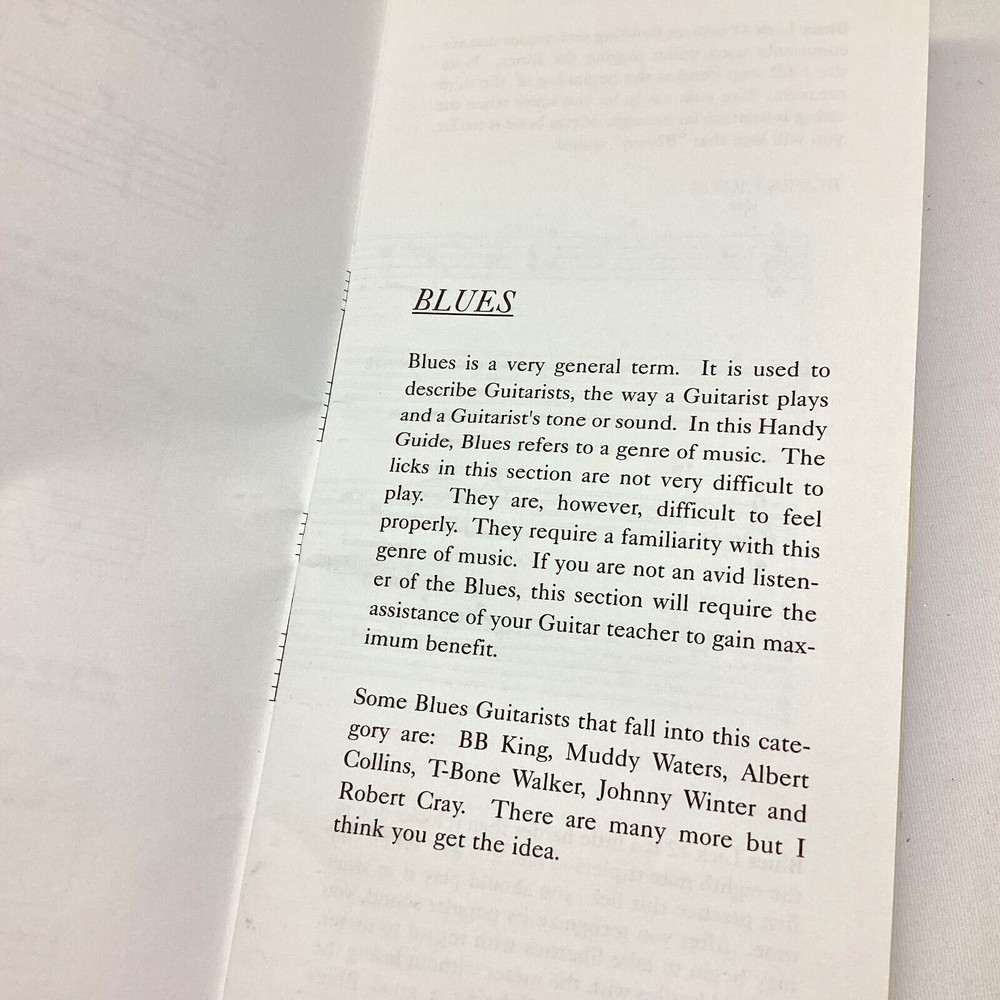 BLUES
Blues is a very general term. It is used to
describe Guitarists, the way a Guitarist plays
and a Guitarist's tone or sound. In this Handy
Guide, Blues refers to a genre of music. The
licks in this section are not very difficult to
play. They are, however, difficult to feel
properly. They require a familiarity with this
genre of music. If you are not an avid listen-
er of the Blues, this section will require the
assistance of your Guitar teacher to gain max-
imum benefit.
Some Blues Guitarists that fall into this cate-
gory are: BB King, Muddy Waters, Albert
Collins, T-Bone Walker, Johnny Winter and
Robert Cray. There are many more but I
think you get the idea.